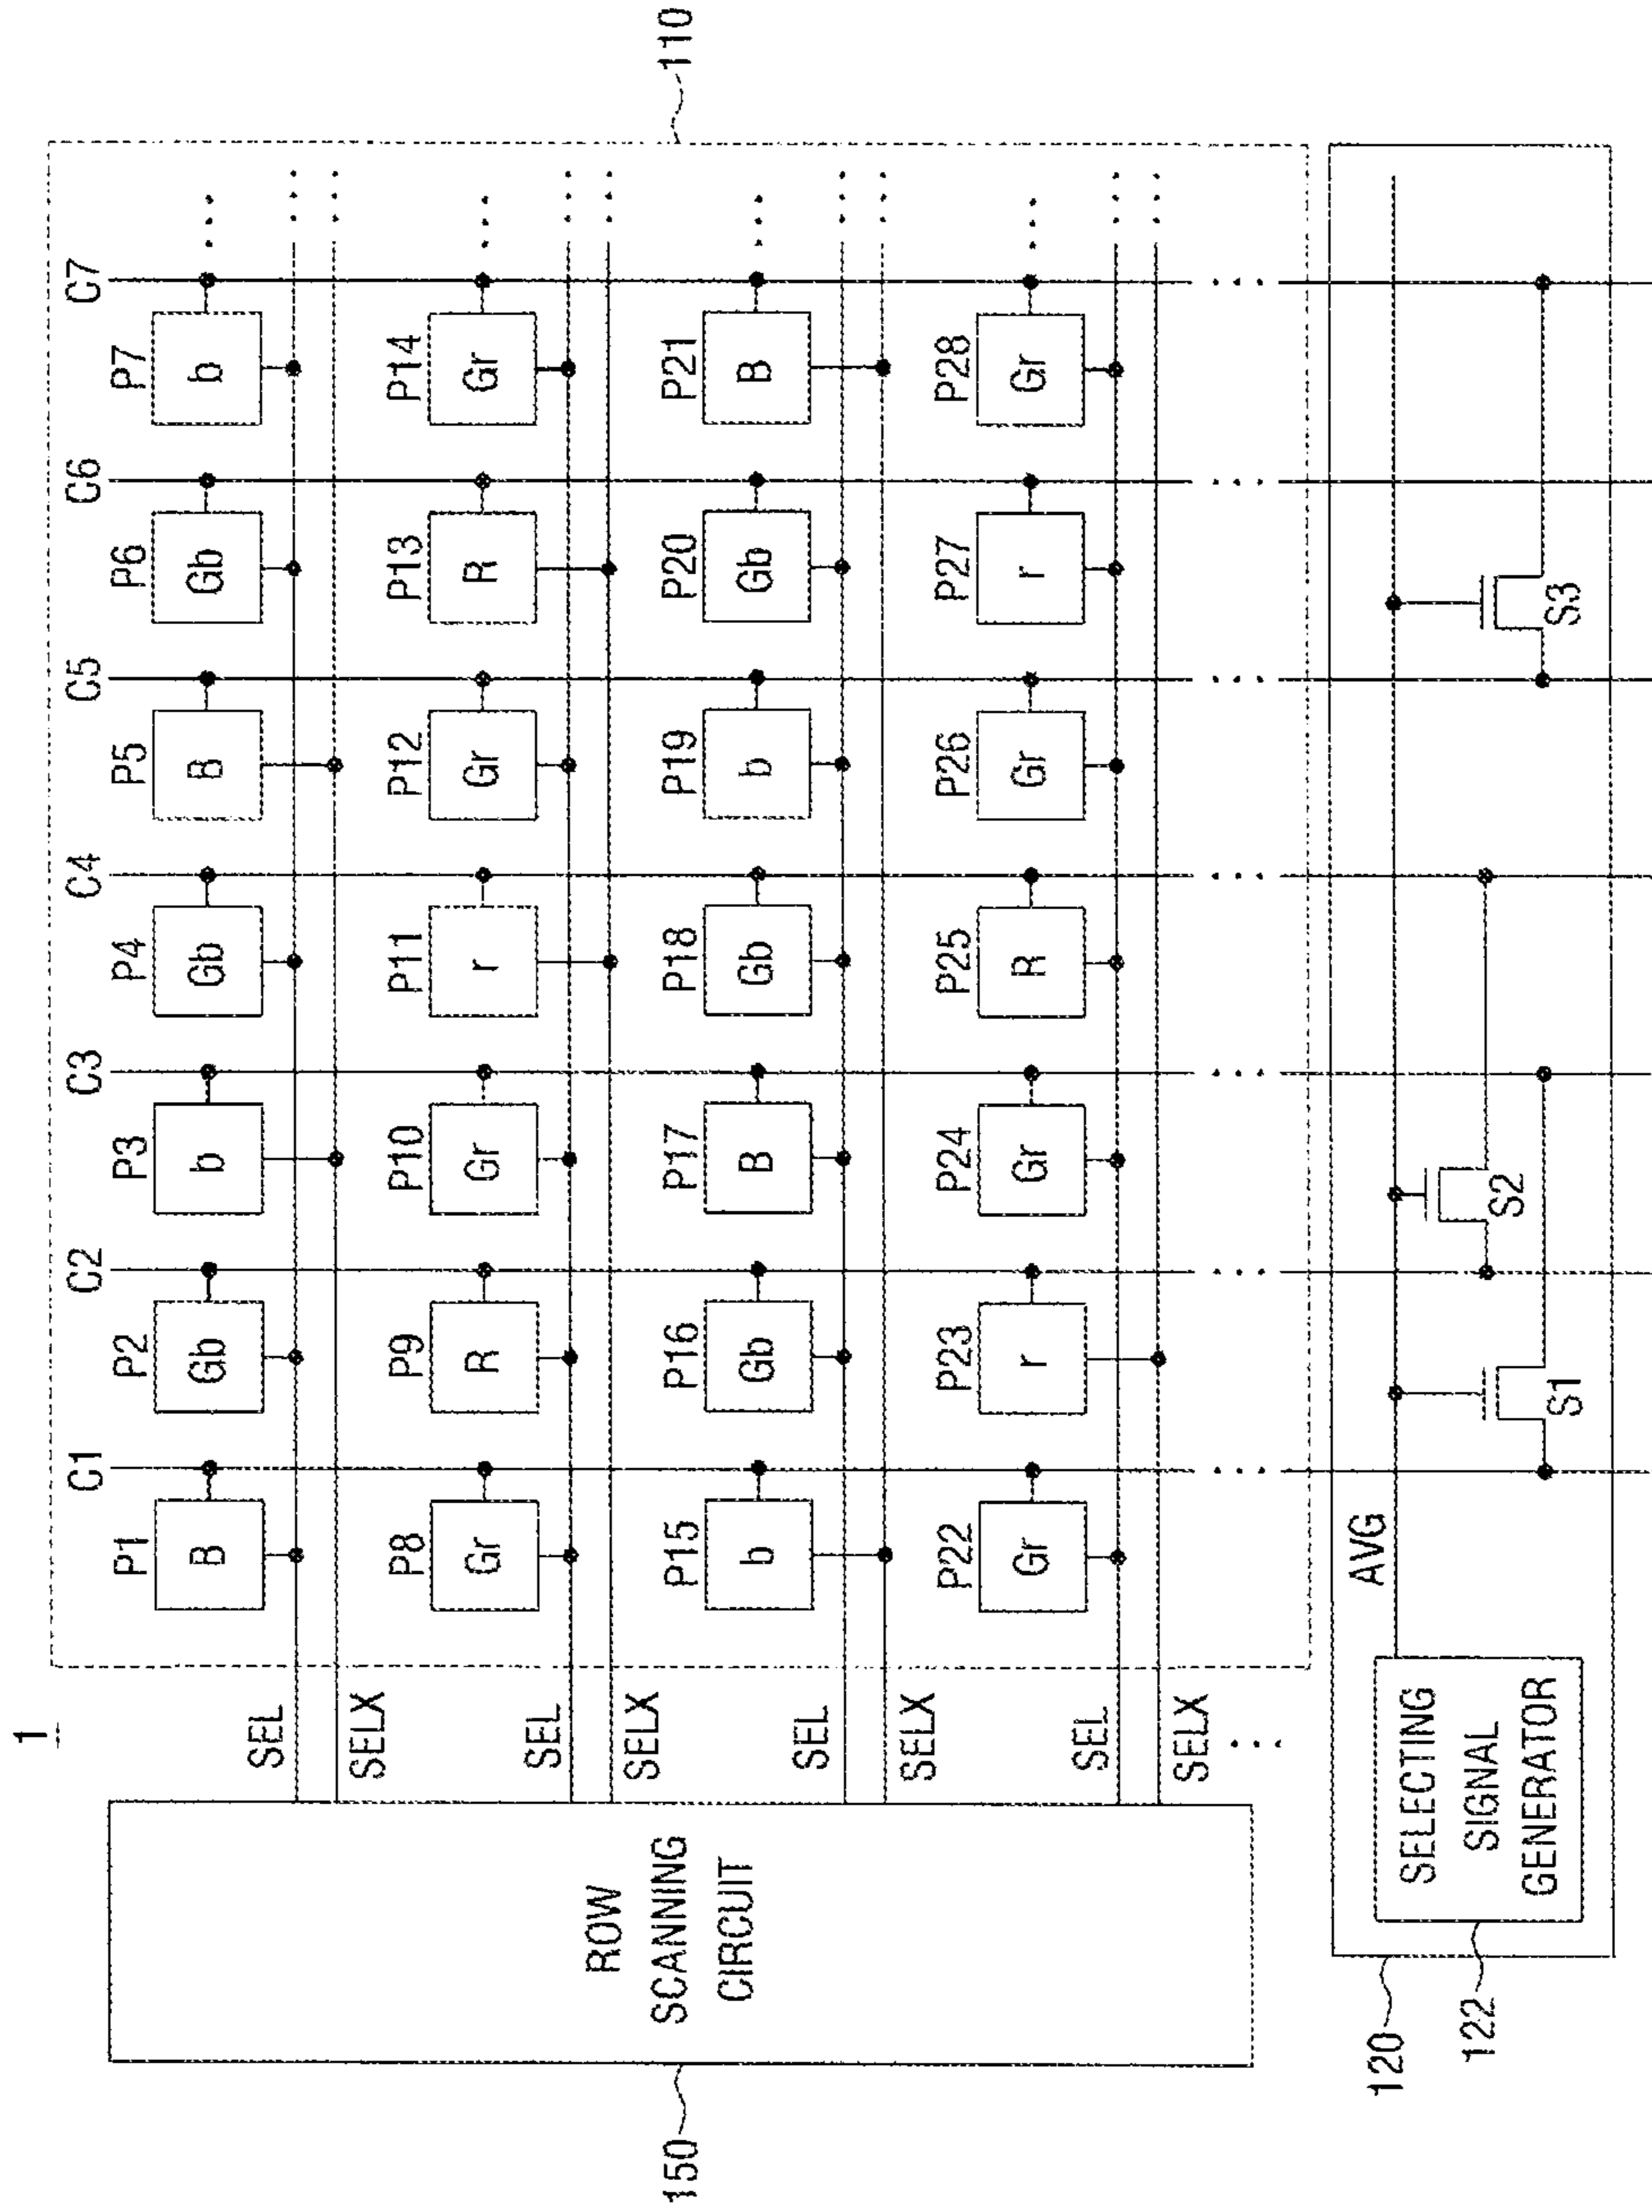 1
C1 C2 C3 C4 C5 C6 C7
P1 P2 P3 P4 P5 P6 P7
B Gb b Gb B Gb b
SEL
SELX
P8 P9 P10 P11 P12 P13 P14
Gr R Gr r Gr R Gr
SEL
SELX
P15 P16 P17 P18 P19 P20 P21
b Gb B Gb b Gb B
SEL
SELX
P22 P23 P24 P25 P26 P27 P28
Gr r Gr R Gr r Gr
SEL
SELX
ROW
SCANNING
CIRCUIT
150
110
AVG
S1 S2 S3
SELECTING
SIGNAL
GENERATOR
120
122